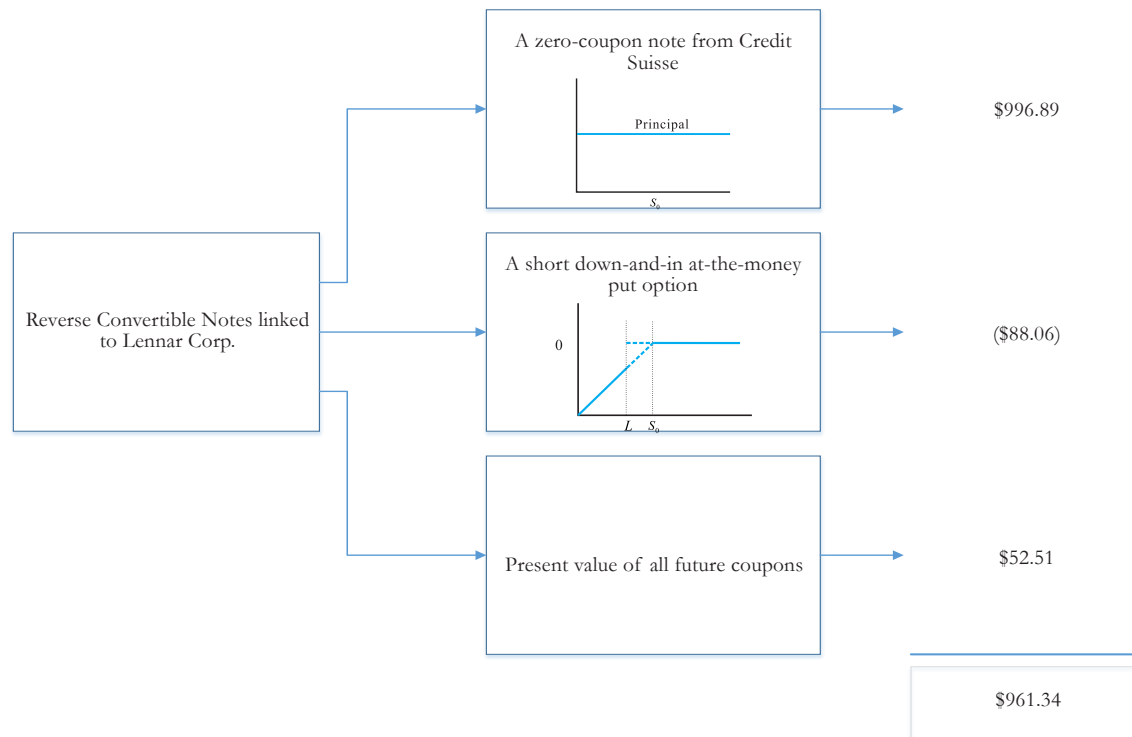 A zero-coupon note from Credit
Suisse
Principal
S₀
$996.89
Reverse Convertible Notes linked
to Lennar Corp.
A short down-and-in at-the-money
put option
0
L S₀
($88.06)
Present value of all future coupons
$52.51
$961.34